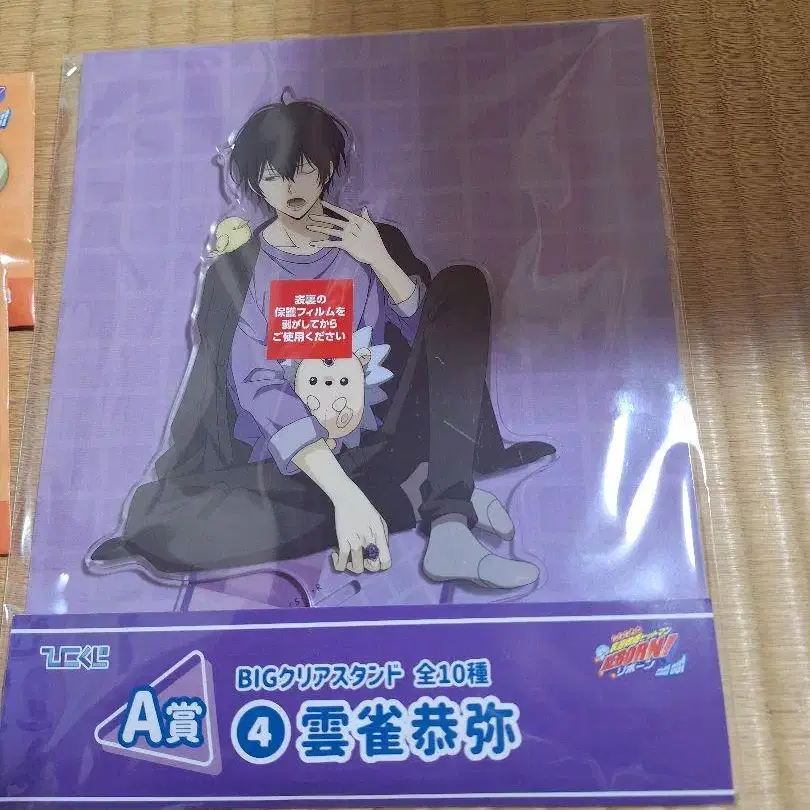 表裏の
保護フィルムを
剥がしてから
ご使用ください
ひこくじ
BIGクリアスタンド 全10種
A賞
4 雲雀恭弥
REBORN!
リボーン